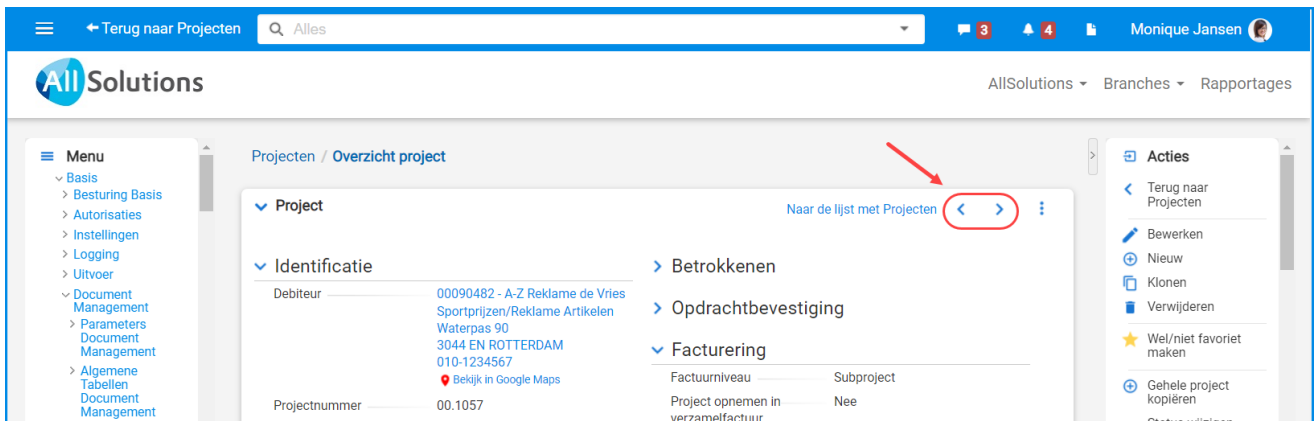 Terug naar Projecten
Alles
3
4
Monique Jansen
AllSolutions
AllSolutions
Branches
Rapportages
Menu
Basis
Besturing Basis
Autorisaties
Instellingen
Logging
Uitvoer
Document
Management
Parameters
Document
Management
Algemene
Tabellen
Document
Management
Projecten / Overzicht project
Project
Naar de lijst met Projecten
Identificatie
Debiteur
00090482 - A-Z Reklame de Vries
Sportprijzen/Reklame Artikelen
Waterpas 90
3044 EN ROTTERDAM
010-1234567
Bekijk in Google Maps
Projectnummer
00.1057
Betrokkenen
Opdrachtbevestiging
Facturering
Factuurniveau
Subproject
Project opnemen in
verzamelfactuur
Nee
Acties
Terug naar
Projecten
Bewerken
Nieuw
Klonen
Verwijderen
Wel/niet favoriet
maken
Gehele project
kopiëren
Status wijzigen